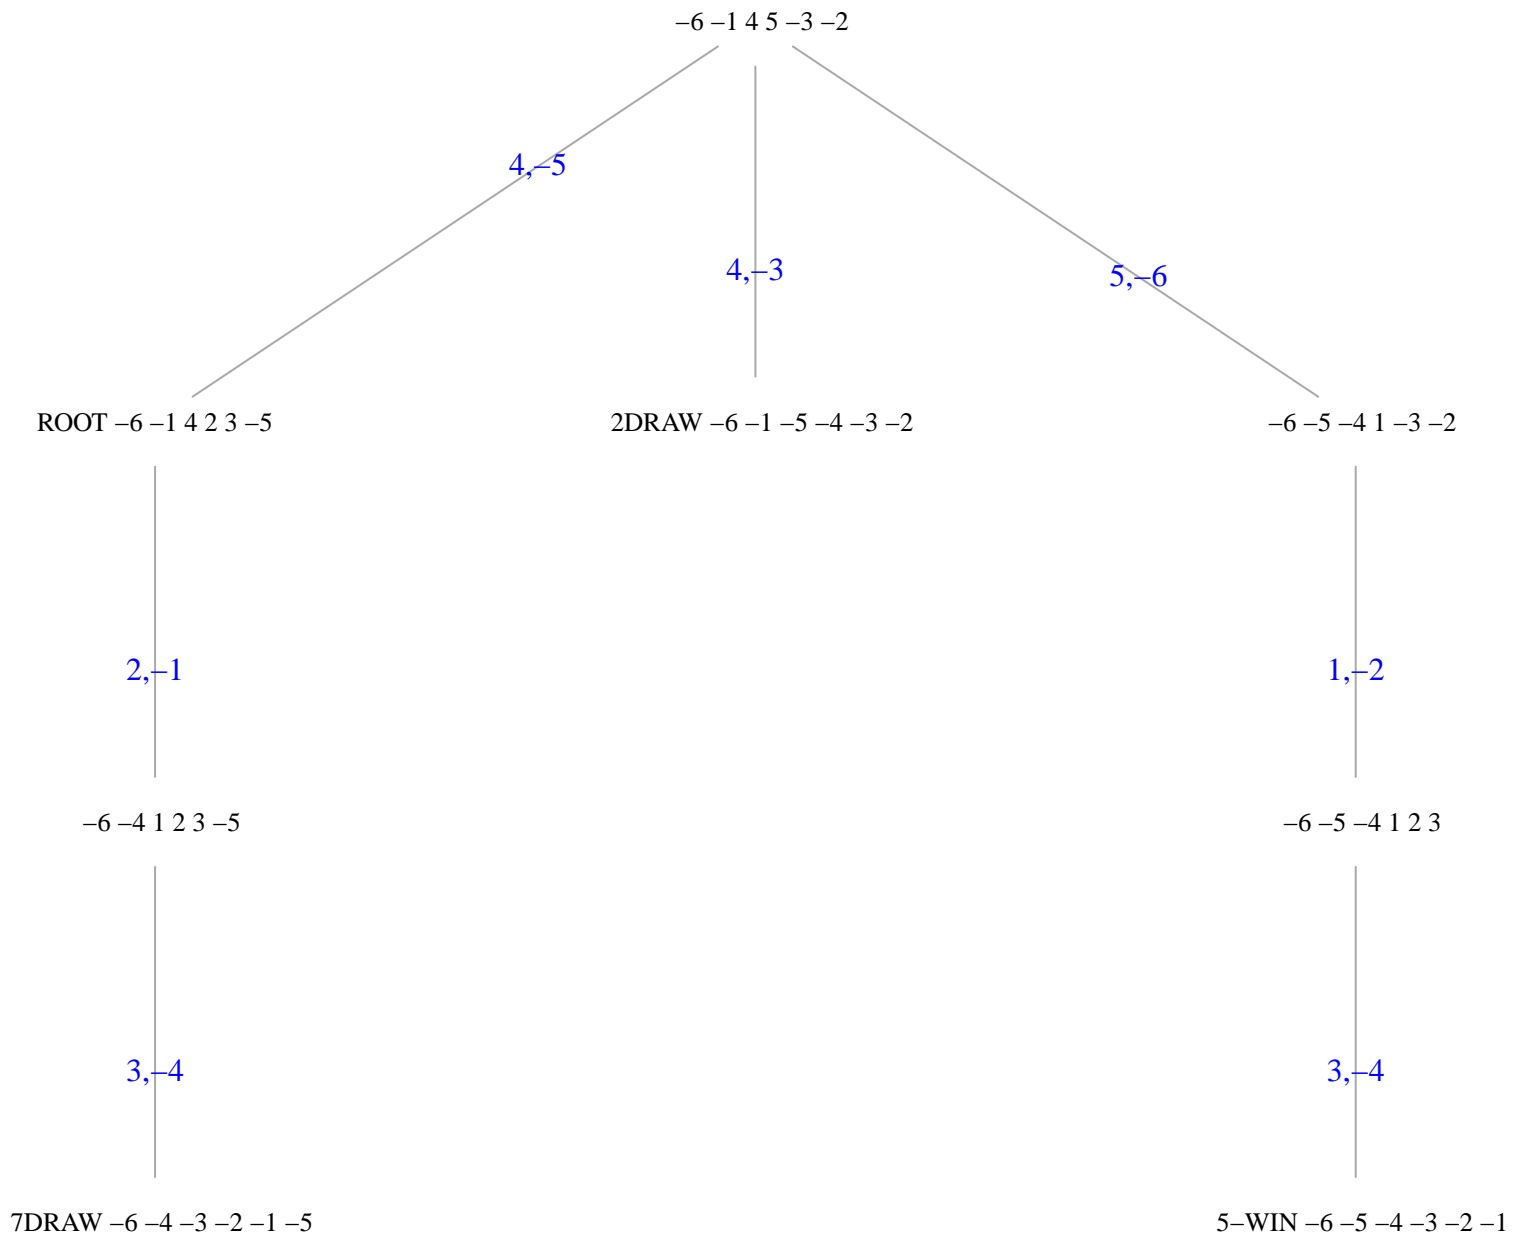 –6 –1 4 5 –3 –2
4,–5
4,–3
5,–6
ROOT –6 –1 4 2 3 –5
2DRAW –6 –1 –5 –4 –3 –2
–6 –5 –4 1 –3 –2
2,–1
1,–2
–6 –4 1 2 3 –5
–6 –5 –4 1 2 3
3,–4
3,–4
7DRAW –6 –4 –3 –2 –1 –5
5–WIN –6 –5 –4 –3 –2 –1